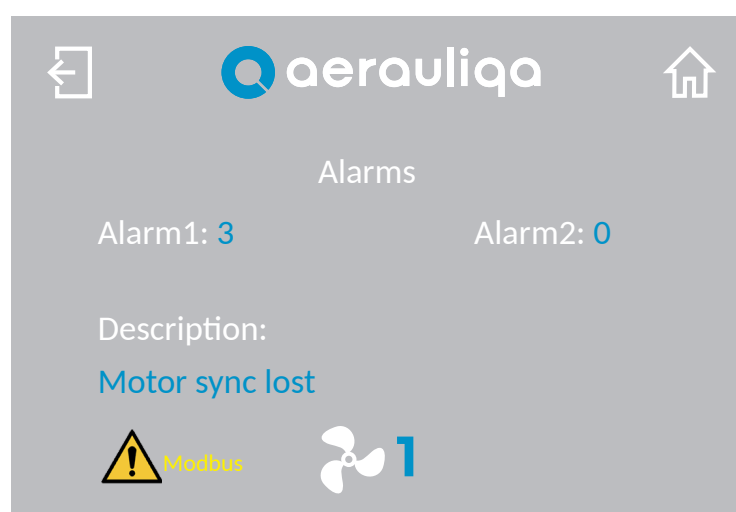 aerauliqa
Alarms
Alarm1: 3
Alarm2: 0
Description:
Motor sync lost
Modbus
1